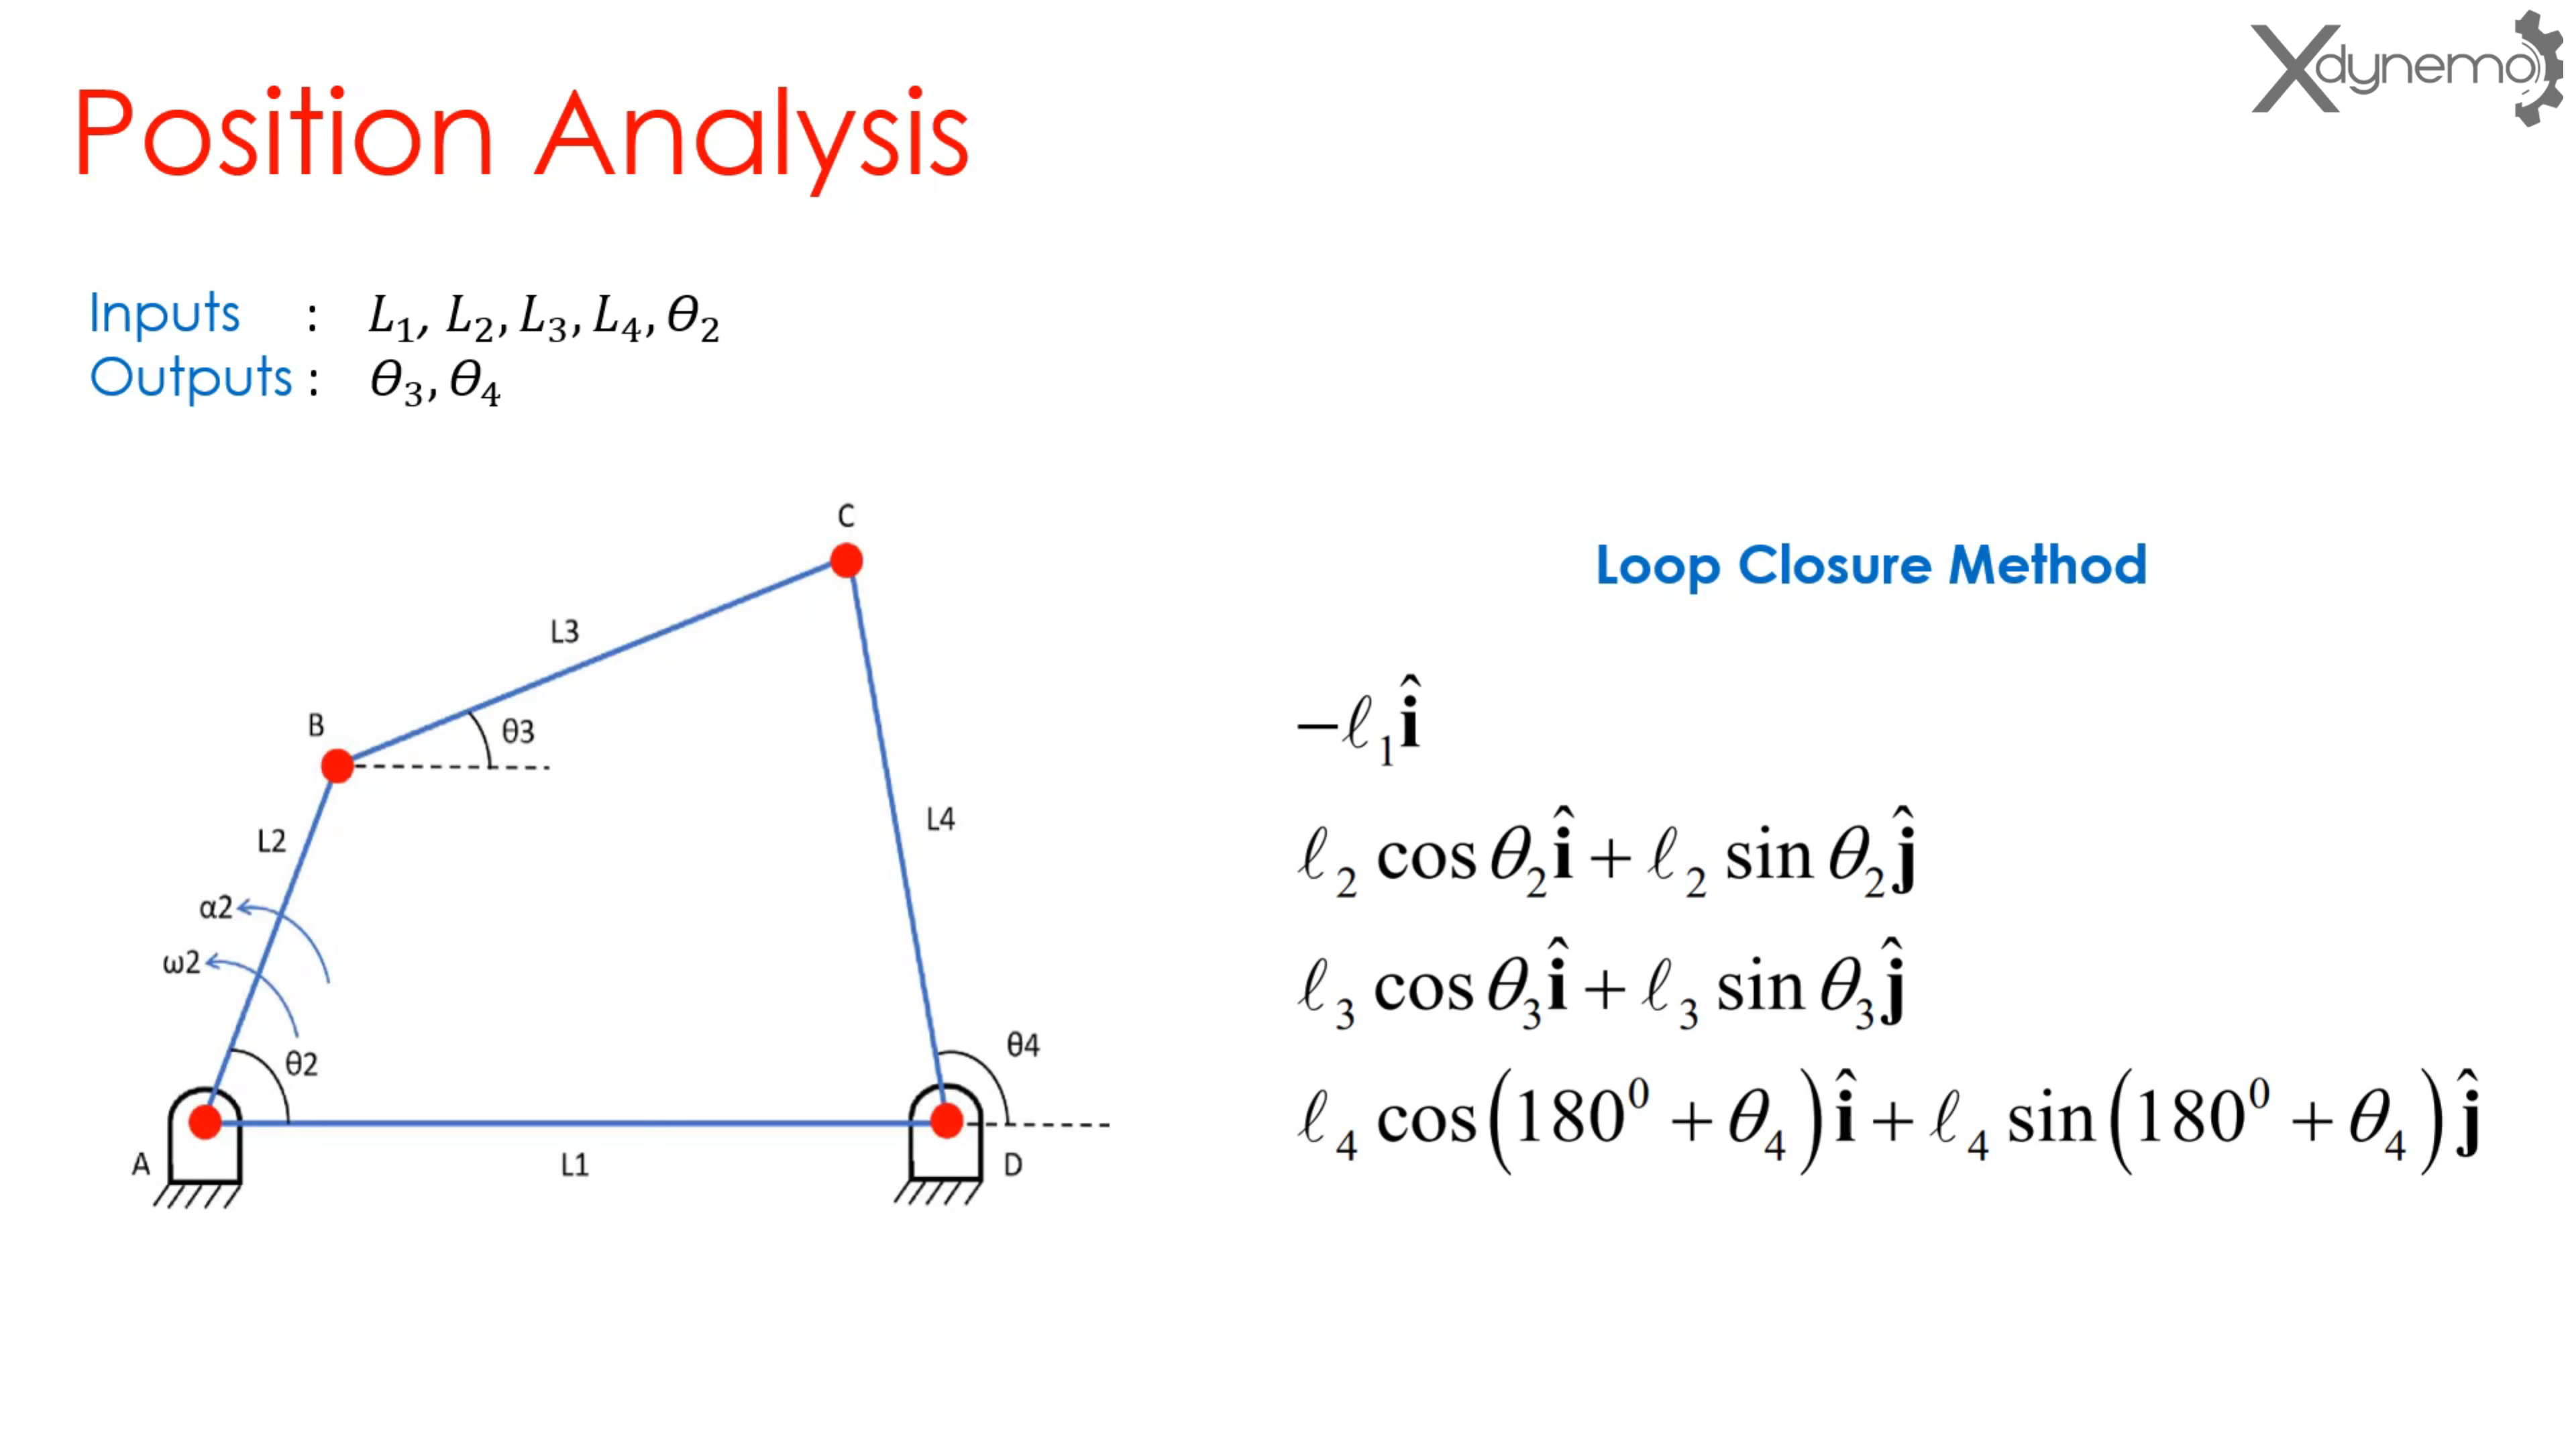 Xdynemo
Position Analysis
Inputs : L₁, L₂, L₃, L₄, θ₂
Outputs : θ₃, θ₄
C
L3
B
θ3
L2
L4
α2
ω2
θ2
θ4
A
L1
D
Loop Closure Method
−ℓ₁î
ℓ₂ cos θ₂î + ℓ₂ sin θ₂ĵ
ℓ₃ cos θ₃î + ℓ₃ sin θ₃ĵ
ℓ₄ cos(180⁰ + θ₄)î + ℓ₄ sin(180⁰ + θ₄)ĵ